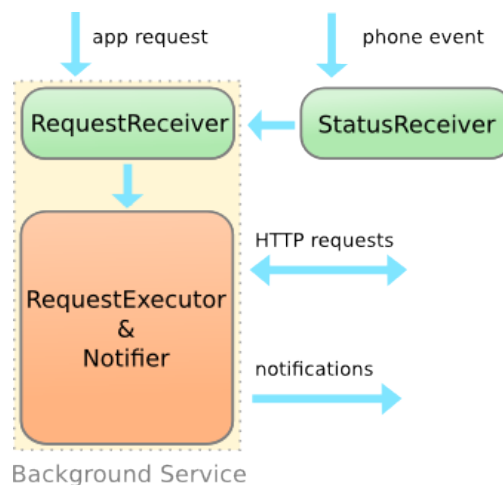 app request
phone event
RequestReceiver
StatusReceiver
HTTP requests
RequestExecutor
&
Notifier
notifications
Background Service